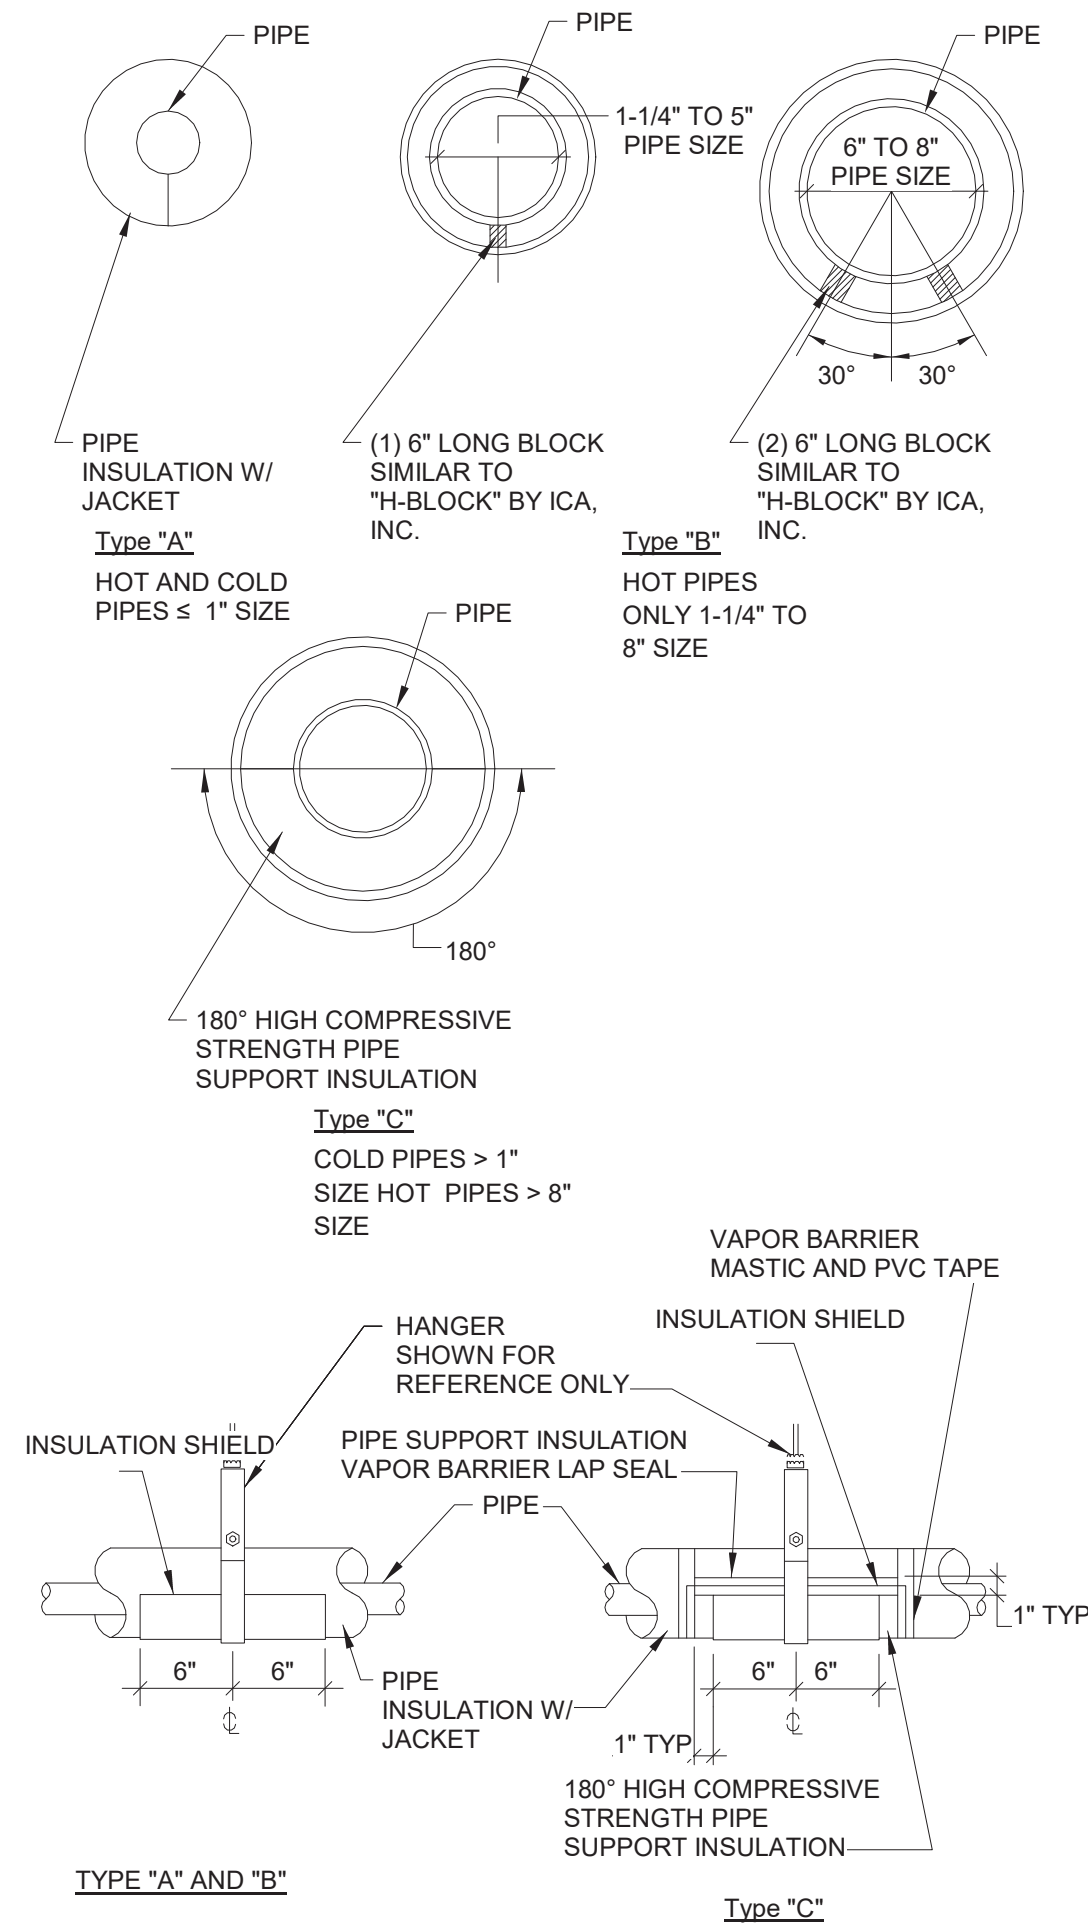 PIPE
PIPE
PIPE
1-1/4" TO 5"
PIPE SIZE
6" TO 8"
PIPE SIZE
30°
30°
PIPE
INSULATION W/
JACKET
(1) 6" LONG BLOCK
SIMILAR TO
"H-BLOCK" BY ICA,
INC.
(2) 6" LONG BLOCK
SIMILAR TO
"H-BLOCK" BY ICA,
INC.
Type "A"
HOT AND COLD
PIPES ≤ 1" SIZE
Type "B"
HOT PIPES
ONLY 1-1/4" TO
8" SIZE
PIPE
180°
180° HIGH COMPRESSIVE
STRENGTH PIPE
SUPPORT INSULATION
Type "C"
COLD PIPES > 1"
SIZE HOT PIPES > 8"
SIZE
VAPOR BARRIER
MASTIC AND PVC TAPE
INSULATION SHIELD
HANGER
SHOWN FOR
REFERENCE ONLY
INSULATION SHIELD
PIPE SUPPORT INSULATION
VAPOR BARRIER LAP SEAL
PIPE
1" TYP
6"
6"
6"
6"
PIPE
INSULATION W/
JACKET
1" TYP
180° HIGH COMPRESSIVE
STRENGTH PIPE
SUPPORT INSULATION
TYPE "A" AND "B"
Type "C"